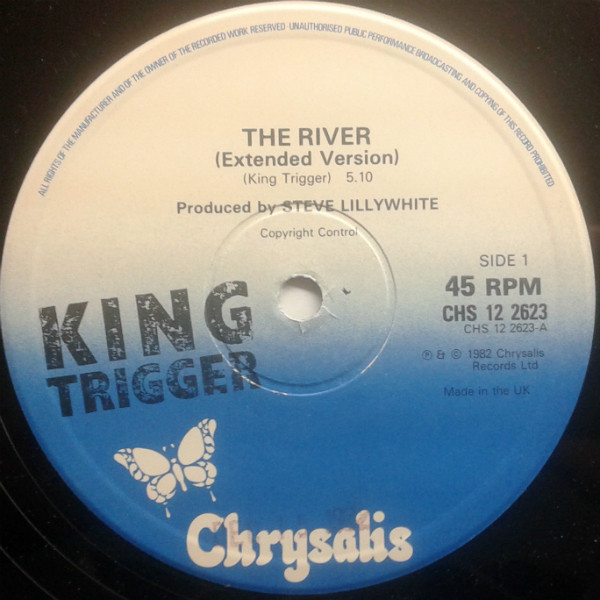 ALL RIGHTS OF THE MANUFACTURER AND OF THE OWNER OF THE RECORDED WORK RESERVED · UNAUTHORISED PUBLIC PERFORMANCE BROADCASTING AND COPYING OF THIS RECORD PROHIBITED
THE RIVER
(Extended Version)
(King Trigger) 5.10
Produced by STEVE LILLYWHITE
Copyright Control
SIDE 1
45 RPM
CHS 12 2623
CHS 12 2623-A
℗ & © 1982 Chrysalis
Records Ltd
Made in the UK
KING
TRIGGER
Chrysalis